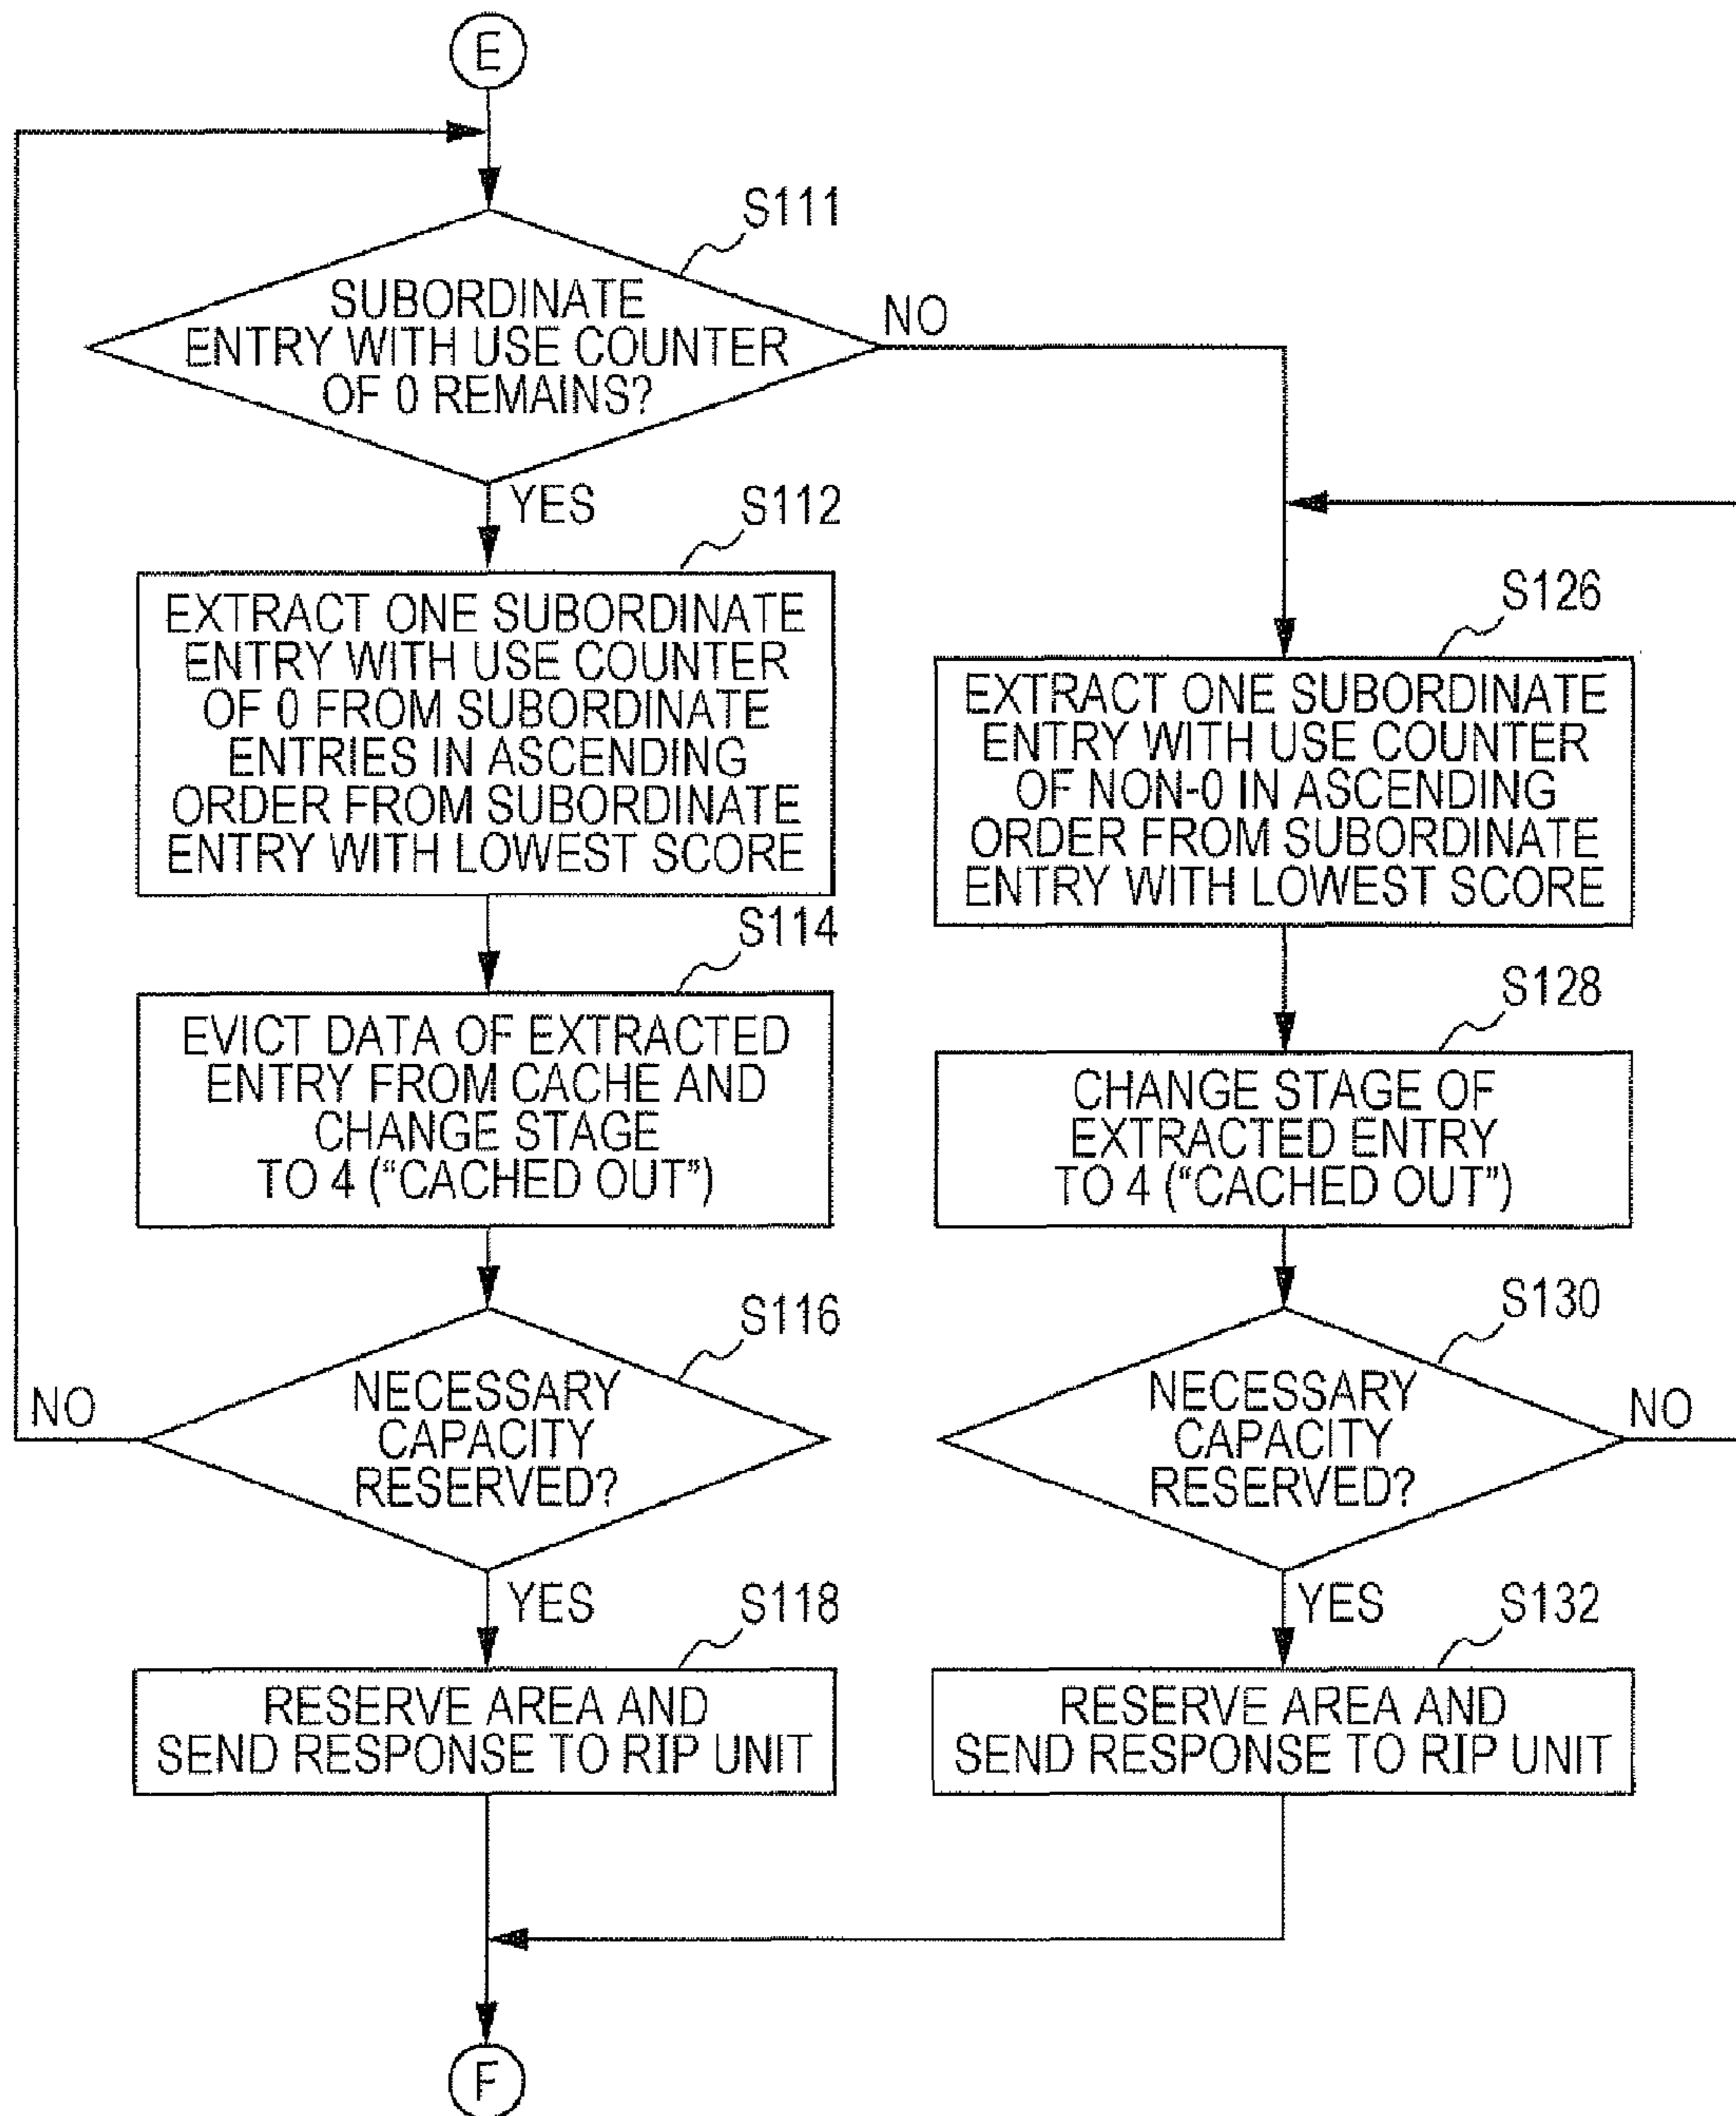 E
S111
SUBORDINATE
ENTRY WITH USE COUNTER
OF 0 REMAINS?
NO
YES
S112
EXTRACT ONE SUBORDINATE
ENTRY WITH USE COUNTER
OF 0 FROM SUBORDINATE
ENTRIES IN ASCENDING
ORDER FROM SUBORDINATE
ENTRY WITH LOWEST SCORE
S114
EVICT DATA OF EXTRACTED
ENTRY FROM CACHE AND
CHANGE STAGE
TO 4 (“CACHED OUT”)
S116
NECESSARY
CAPACITY
RESERVED?
NO
YES
S118
RESERVE AREA AND
SEND RESPONSE TO RIP UNIT
S126
EXTRACT ONE SUBORDINATE
ENTRY WITH USE COUNTER
OF NON-0 IN ASCENDING
ORDER FROM SUBORDINATE
ENTRY WITH LOWEST SCORE
S128
CHANGE STAGE OF
EXTRACTED ENTRY
TO 4 (“CACHED OUT”)
S130
NECESSARY
CAPACITY
RESERVED?
NO
YES
S132
RESERVE AREA AND
SEND RESPONSE TO RIP UNIT
F